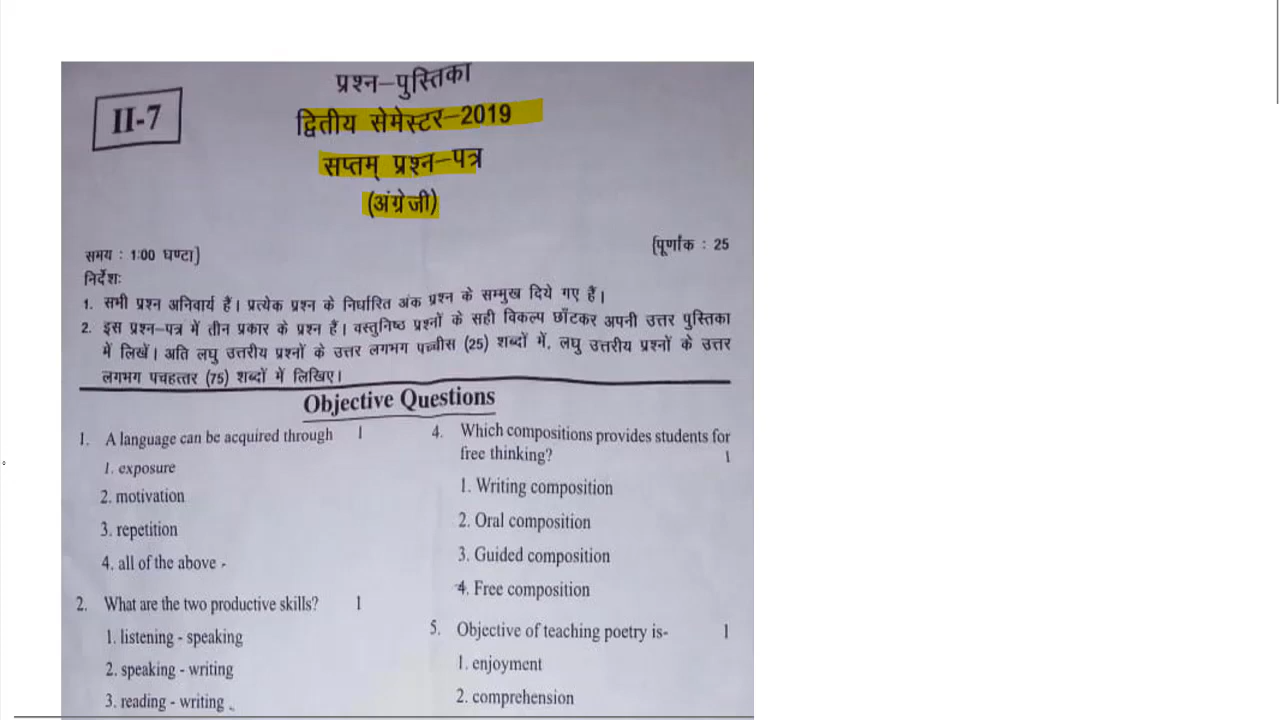 प्रश्न-पुस्तिका
II-7
द्वितीय सेमेस्टर-2019
सप्तम् प्रश्न-पत्र
(अंग्रेजी)
समय : 1:00 घण्टा]
[पूर्णांक : 25
निर्देशः
1. सभी प्रश्न अनिवार्य हैं। प्रत्येक प्रश्न के निर्धारित अंक प्रश्न के सम्मुख दिये गए हैं।
2. इस प्रश्न-पत्र में तीन प्रकार के प्रश्न हैं। वस्तुनिष्ठ प्रश्नों के सही विकल्प छाँटकर अपनी उत्तर पुस्तिका
में लिखें। अति लघु उत्तरीय प्रश्नों के उत्तर लगभग पच्चीस (25) शब्दों में, लघु उत्तरीय प्रश्नों के उत्तर
लगभग पचहत्तर (75) शब्दों में लिखिए।
Objective Questions
1. A language can be acquired through 1
1. exposure
2. motivation
3. repetition
4. all of the above
2. What are the two productive skills? 1
1. listening - speaking
2. speaking - writing
3. reading - writing
4. Which compositions provides students for
free thinking? 1
1. Writing composition
2. Oral composition
3. Guided composition
4. Free composition
5. Objective of teaching poetry is- 1
1. enjoyment
2. comprehension